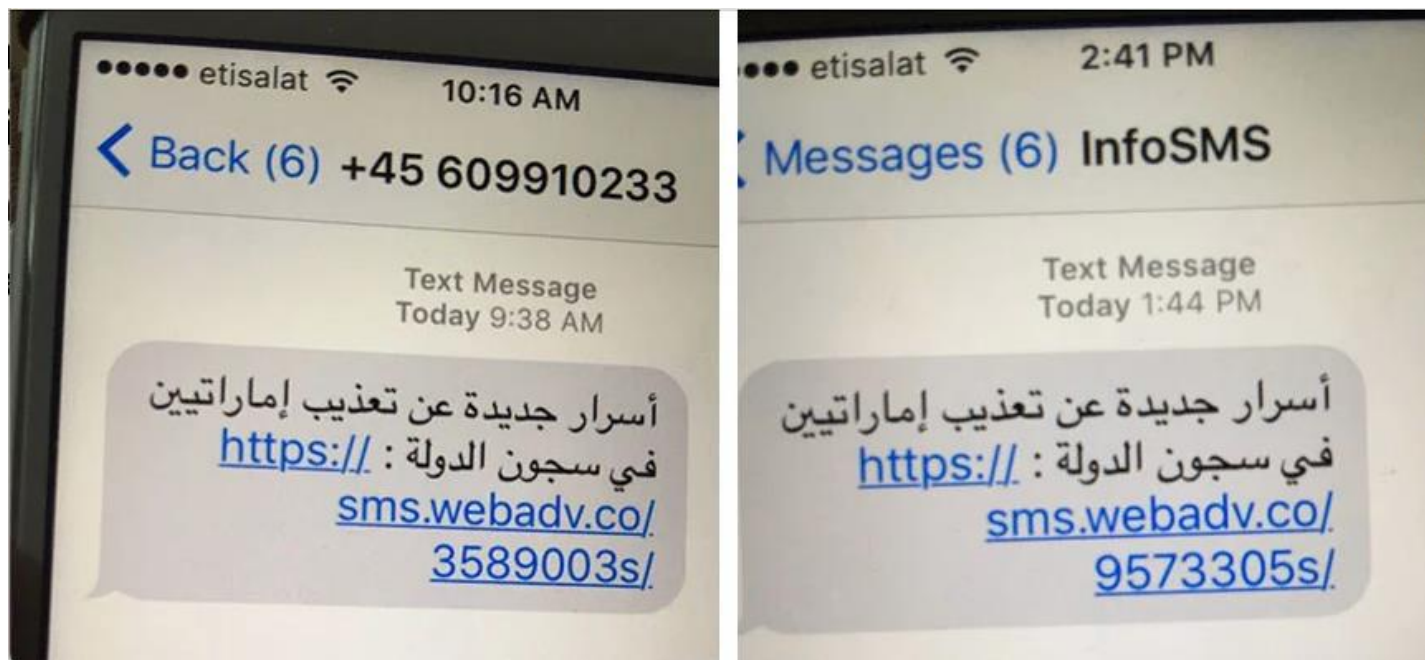 etisalat 10:16 AM
Back (6) +45 609910233
Text Message
Today 9:38 AM
أسرار جديدة عن تعذيب إماراتيين
في سجون الدولة : https://
sms.webadv.co/
3589003s/
etisalat 2:41 PM
Messages (6) InfoSMS
Text Message
Today 1:44 PM
أسرار جديدة عن تعذيب إماراتيين
في سجون الدولة : https://
sms.webadv.co/
9573305s/